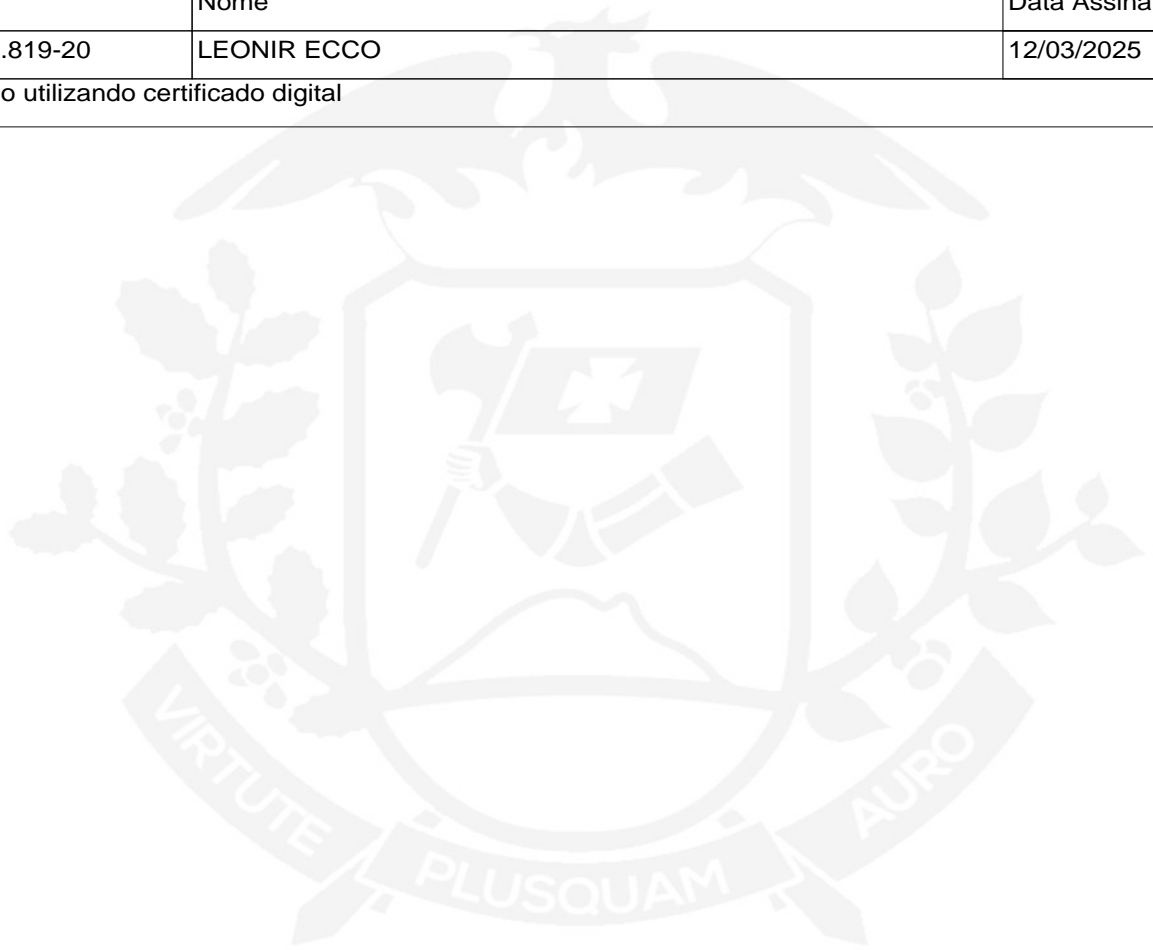 Nome Data Assina
.819-20 LEONIR ECCO 12/03/2025
o utilizando certificado digital
VIRTUTE PLUSQUAM AURO